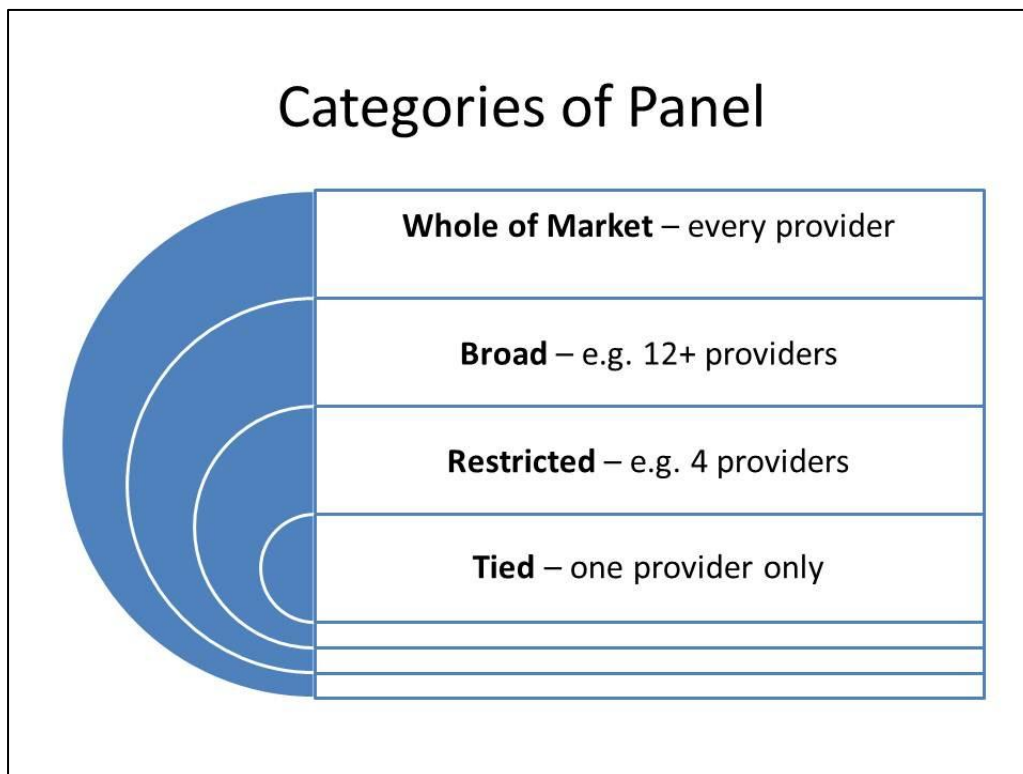 Categories of Panel
Whole of Market – every provider
Broad – e.g. 12+ providers
Restricted – e.g. 4 providers
Tied – one provider only